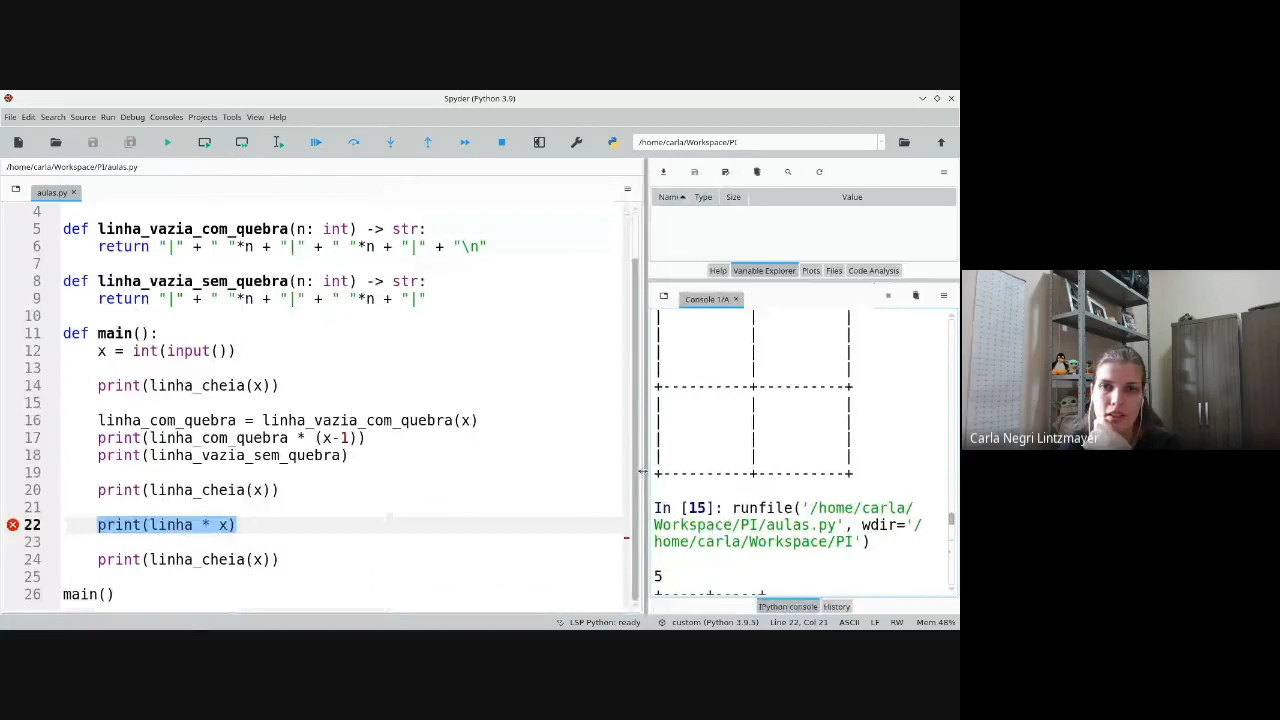 Spyder (Python 3.9)
File Edit Search Source Run Debug Consoles Projects Tools View Help
/home/carla/Workspace/PI
/home/carla/Workspace/PI/aulas.py
aulas.py
4
5 def linha_vazia_com_quebra(n: int) -> str:
6 return "|" + " "*n + "|" + " "*n + "|" + "\n"
7
8 def linha_vazia_sem_quebra(n: int) -> str:
9 return "|" + " "*n + "|" + " "*n + "|"
10
11 def main():
12 x = int(input())
13
14 print(linha_cheia(x))
15
16 linha_com_quebra = linha_vazia_com_quebra(x)
17 print(linha_com_quebra * (x-1))
18 print(linha_vazia_sem_quebra)
19
20 print(linha_cheia(x))
21
22 print(linha * x)
23
24 print(linha_cheia(x))
25
26 main()
Name Type Size Value
Help Variable Explorer Plots Files Code Analysis
Console 1/A
| | |
| | |
| | |
| | |
+----------+----------+
| | |
| | |
| | |
| | |
+----------+----------+
In [15]: runfile('/home/carla/
Workspace/PI/aulas.py', wdir='/
home/carla/Workspace/PI')
5
+-----+-----+
IPython console History
LSP Python: ready custom (Python 3.9.5) Line 22, Col 21 ASCII LF RW Mem 48%
Carla Negri Lintzmayer